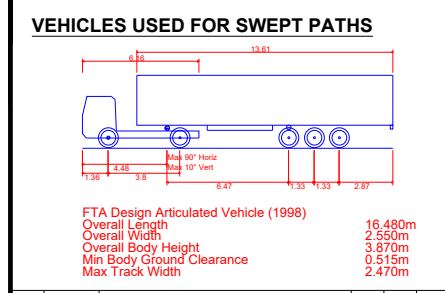 VEHICLES USED FOR SWEPT PATHS
13.61
6.16
Max 90° Horiz
Max 10° Vert
4.48
1.36
3.8
6.47
1.33
1.33
2.87
FTA Design Articulated Vehicle (1998)
Overall Length 16.480m
Overall Width 2.550m
Overall Body Height 3.870m
Min Body Ground Clearance 0.515m
Max Track Width 2.470m